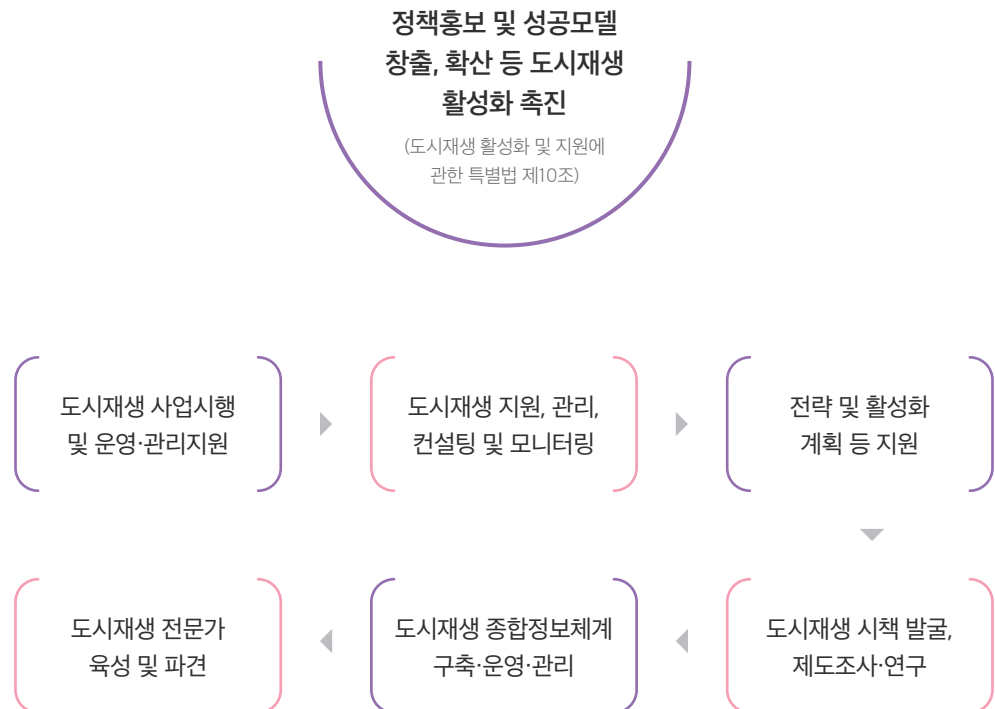 정책홍보 및 성공모델
창출, 확산 등 도시재생
활성화 촉진
(도시재생 활성화 및 지원에
관한 특별법 제10조)
도시재생 사업시행
및 운영·관리지원
도시재생 지원, 관리,
컨설팅 및 모니터링
전략 및 활성화
계획 등 지원
도시재생 시책 발굴,
제도조사·연구
도시재생 종합정보체계
구축·운영·관리
도시재생 전문가
육성 및 파견